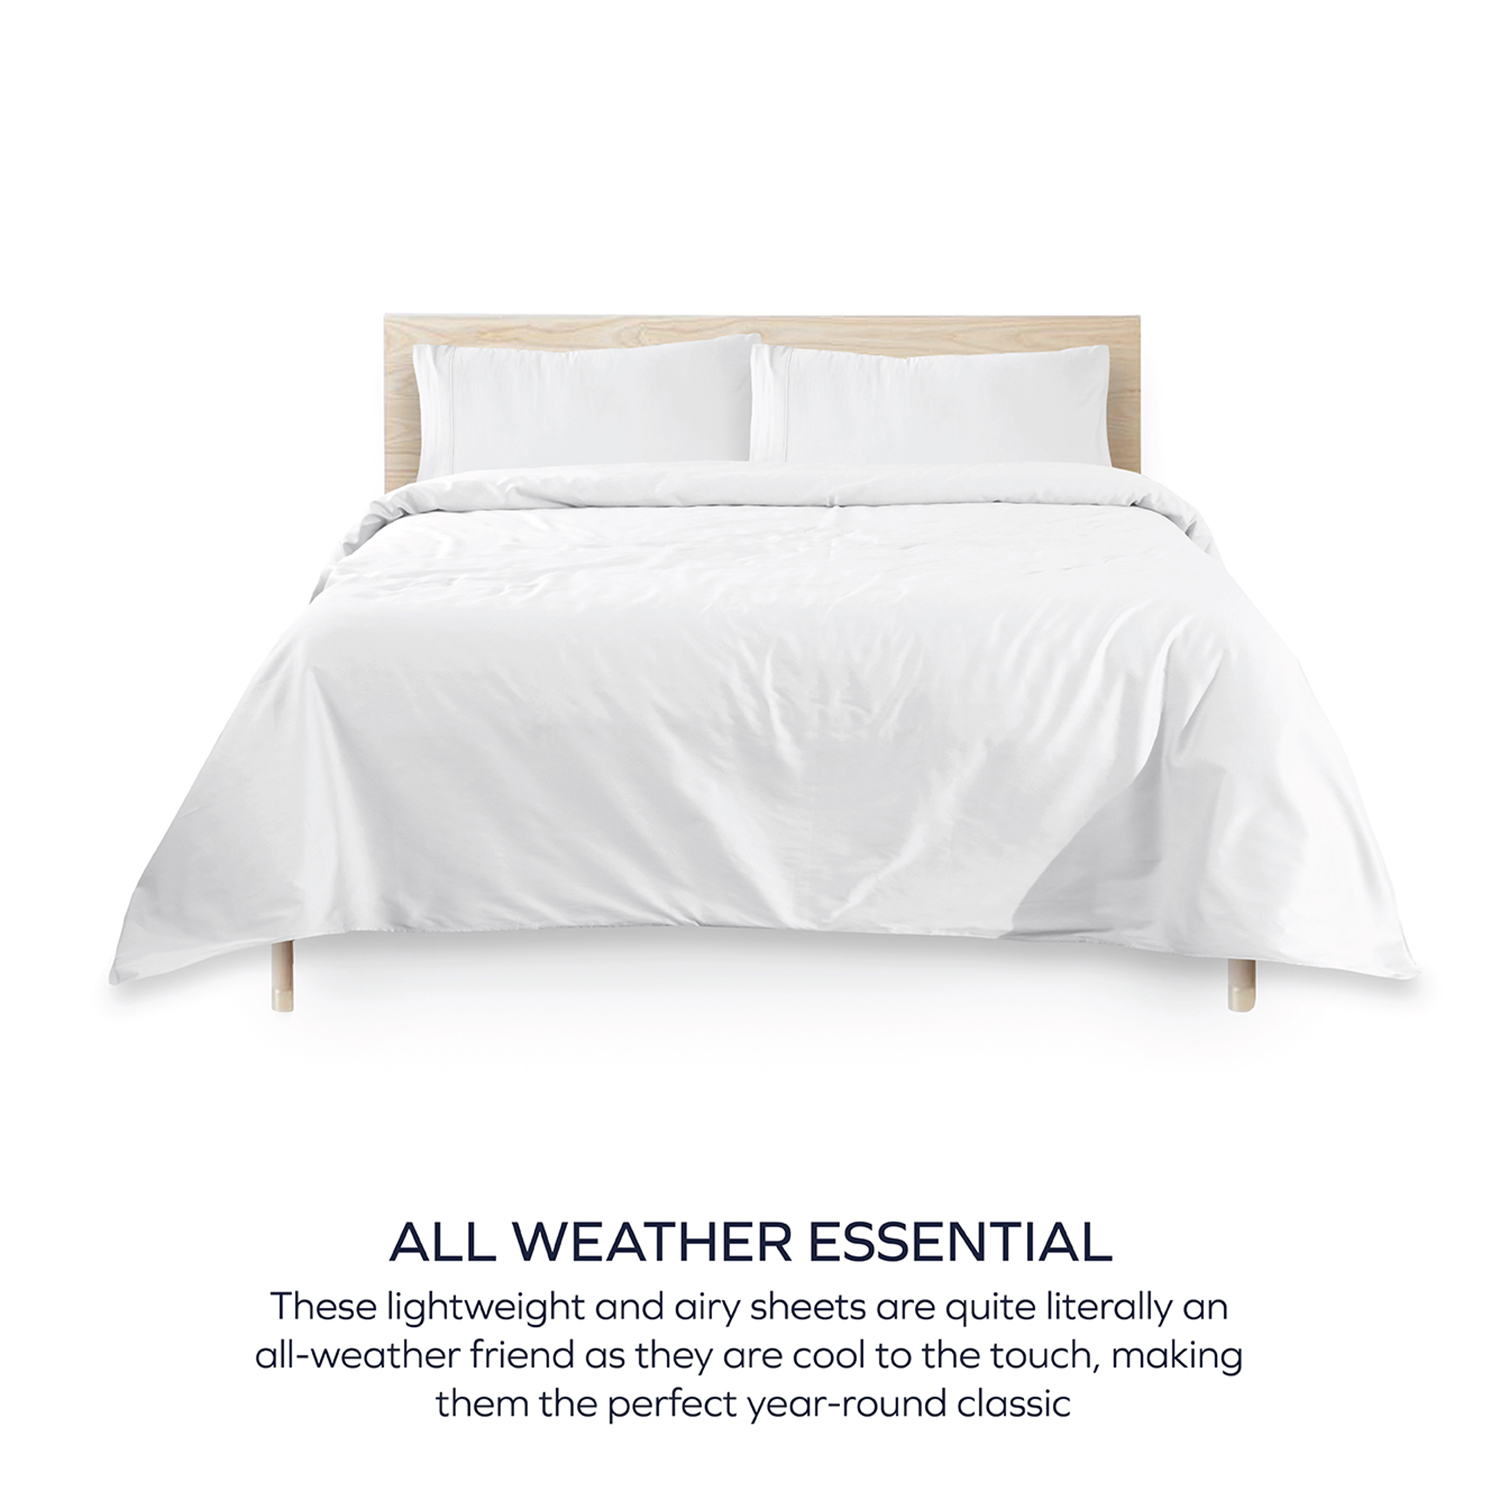 ALL WEATHER ESSENTIAL
These lightweight and airy sheets are quite literally an
all-weather friend as they are cool to the touch, making
them the perfect year-round classic